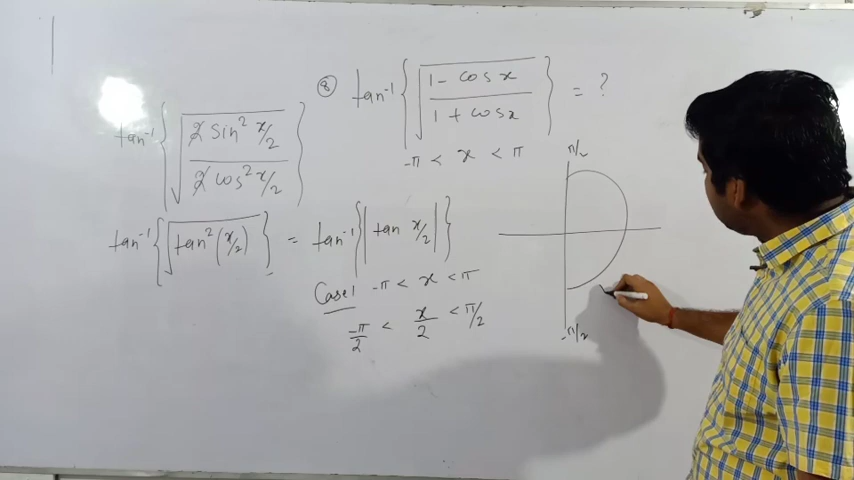 ⑧ tan⁻¹ { √(1 - cos x / 1 + cos x) } = ?
-π < x < π
tan⁻¹ { √(2 sin² x/2 / 2 cos² x/2) }
tan⁻¹ { √tan² (x/2) } = tan⁻¹ { | tan x/2 | }
Case 1 -π < x < π
-π/2 < x/2 < π/2
π/2
-π/2